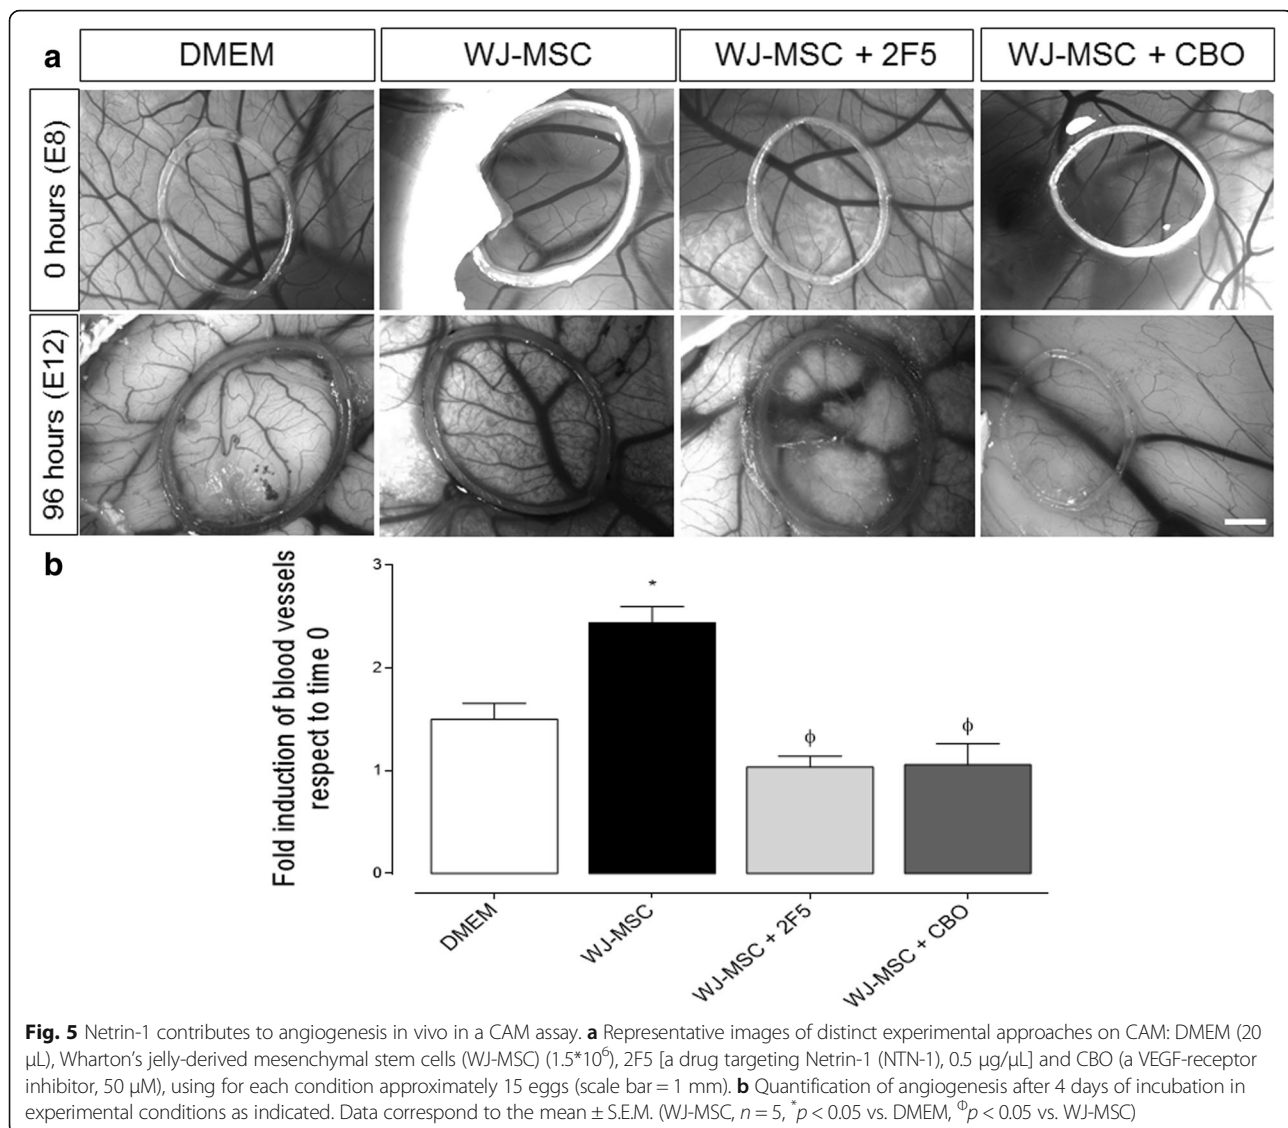 a
DMEM
WJ-MSC
WJ-MSC + 2F5
WJ-MSC + CBO
0 hours (E8)
96 hours (E12)
b
Fold induction of blood vessels
respect to time 0
3
2
1
0
*
ϕ
ϕ
DMEM
WJ-MSC
WJ-MSC + 2F5
WJ-MSC + CBO
Fig. 5 Netrin-1 contributes to angiogenesis in vivo in a CAM assay. a Representative images of distinct experimental approaches on CAM: DMEM (20
μL), Wharton's jelly-derived mesenchymal stem cells (WJ-MSC) (1.5*10⁶), 2F5 [a drug targeting Netrin-1 (NTN-1), 0.5 μg/μL] and CBO (a VEGF-receptor
inhibitor, 50 μM), using for each condition approximately 15 eggs (scale bar = 1 mm). b Quantification of angiogenesis after 4 days of incubation in
experimental conditions as indicated. Data correspond to the mean ± S.E.M. (WJ-MSC, n = 5, *p < 0.05 vs. DMEM, Φp < 0.05 vs. WJ-MSC)